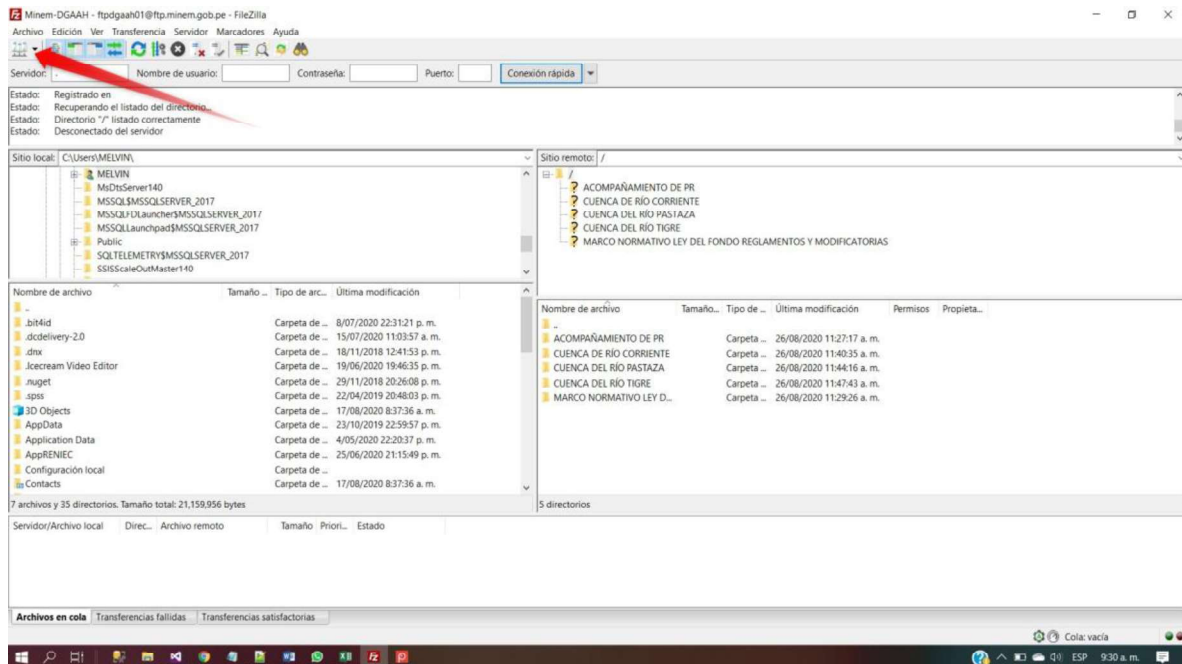 Minem-DGAAH - ftpdgaah01@ftp.minem.gob.pe - FileZilla
Archivo Edición Ver Transferencia Servidor Marcadores Ayuda
Servidor: Nombre de usuario: Contraseña: Puerto: Conexión rápida
Estado: Registrado en
Estado: Recuperando el listado del directorio...
Estado: Directorio "/" listado correctamente
Estado: Desconectado del servidor
Sitio local: C:\Users\MELVIN\
MELVIN
MsDtsServer140
MSSQL$MSSQLSERVER_2017
MSSQLFDLauncher$MSSQLSERVER_2017
MSSQLLaunchpad$MSSQLSERVER_2017
Public
SQLTELEMETRY$MSSQLSERVER_2017
SSISScaleOutMaster140
Sitio remoto: /
/
ACOMPAÑAMIENTO DE PR
CUENCA DE RÍO CORRIENTE
CUENCA DEL RÍO PASTAZA
CUENCA DEL RÍO TIGRE
MARCO NORMATIVO LEY DEL FONDO REGLAMENTOS Y MODIFICATORIAS
Nombre de archivo Tamaño ... Tipo de arc... Última modificación
..
.bit4id Carpeta de ... 8/07/2020 22:31:21 p. m.
.dcdelivery-2.0 Carpeta de ... 15/07/2020 11:03:57 a. m.
.dnx Carpeta de ... 18/11/2018 12:41:53 p. m.
.Icecream Video Editor Carpeta de ... 19/06/2020 19:46:35 p. m.
.nuget Carpeta de ... 29/11/2018 20:26:08 p. m.
.spss Carpeta de ... 22/04/2019 20:48:03 p. m.
3D Objects Carpeta de ... 17/08/2020 8:37:36 a. m.
AppData Carpeta de ... 23/10/2019 22:59:57 p. m.
Application Data Carpeta de ... 4/05/2020 22:20:37 p. m.
AppRENIEC Carpeta de ... 25/06/2020 21:15:49 p. m.
Configuración local Carpeta de ...
Contacts Carpeta de ... 17/08/2020 8:37:36 a. m.
7 archivos y 35 directorios. Tamaño total: 21,159,956 bytes
Nombre de archivo Tamaño... Tipo de ... Última modificación Permisos Propieta...
..
ACOMPAÑAMIENTO DE PR Carpeta ... 26/08/2020 11:27:17 a. m.
CUENCA DE RÍO CORRIENTE Carpeta ... 26/08/2020 11:40:35 a. m.
CUENCA DEL RÍO PASTAZA Carpeta ... 26/08/2020 11:44:16 a. m.
CUENCA DEL RÍO TIGRE Carpeta ... 26/08/2020 11:47:43 a. m.
MARCO NORMATIVO LEY D... Carpeta ... 26/08/2020 11:29:26 a. m.
5 directorios
Servidor/Archivo local Direc... Archivo remoto Tamaño Priori... Estado
Archivos en cola Transferencias fallidas Transferencias satisfactorias
Cola: vacía
ESP 9:30 a. m.